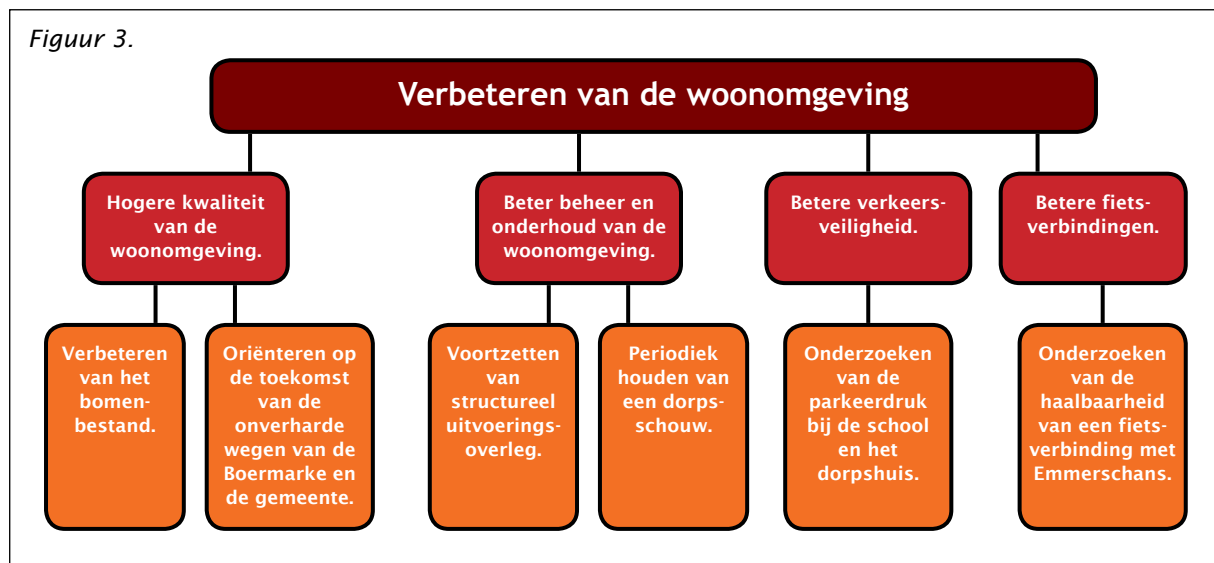 Figuur 3.
Verbeteren van de woonomgeving
Hogere kwaliteit
van de
woonomgeving.
Beter beheer en
onderhoud van de
woonomgeving.
Betere verkeers-
veiligheid.
Betere fiets-
verbindingen.
Verbeteren
van het
bomen-
bestand.
Oriënteren op
de toekomst
van de
onverharde
wegen van de
Boermarke en
de gemeente.
Voortzetten
van
structureel
uitvoerings-
overleg.
Periodiek
houden van
een dorps-
schouw.
Onderzoeken
van de
parkeerdruk
bij de school
en het
dorpshuis.
Onderzoeken
van de
haalbaarheid
van een fiets-
verbinding met
Emmerschans.